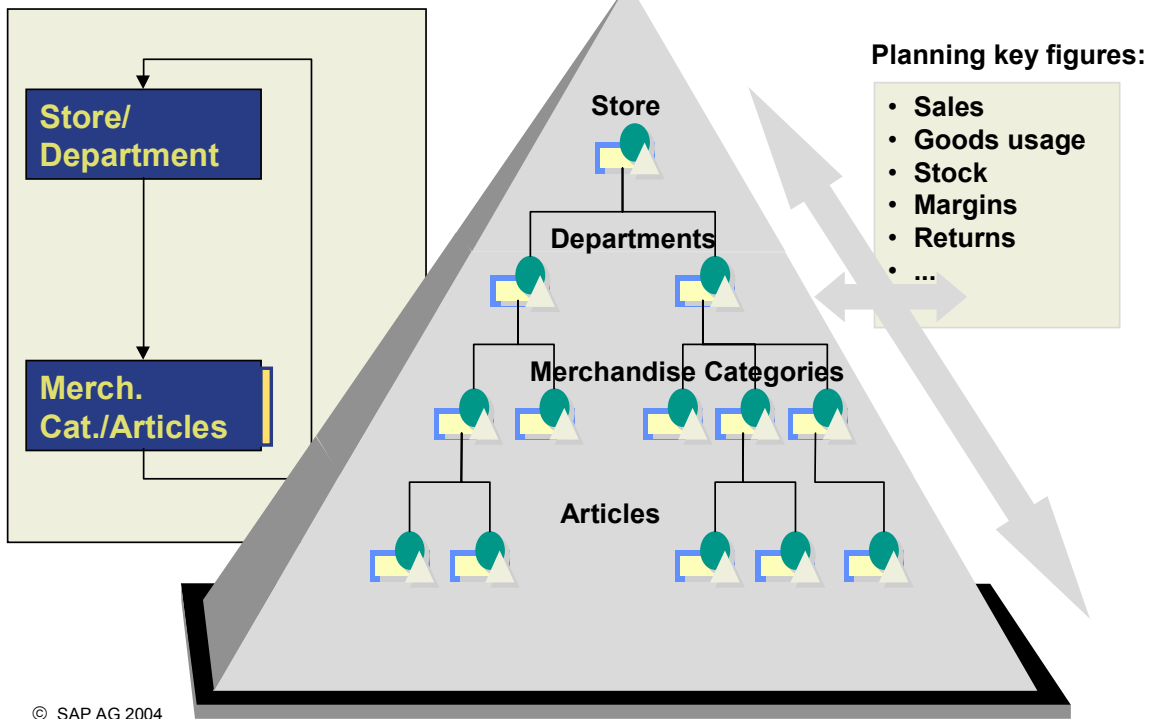 Store/
Department
Merch.
Cat./Articles
Store
Departments
Merchandise Categories
Articles
Planning key figures:
• Sales
• Goods usage
• Stock
• Margins
• Returns
• ...
© SAP AG 2004